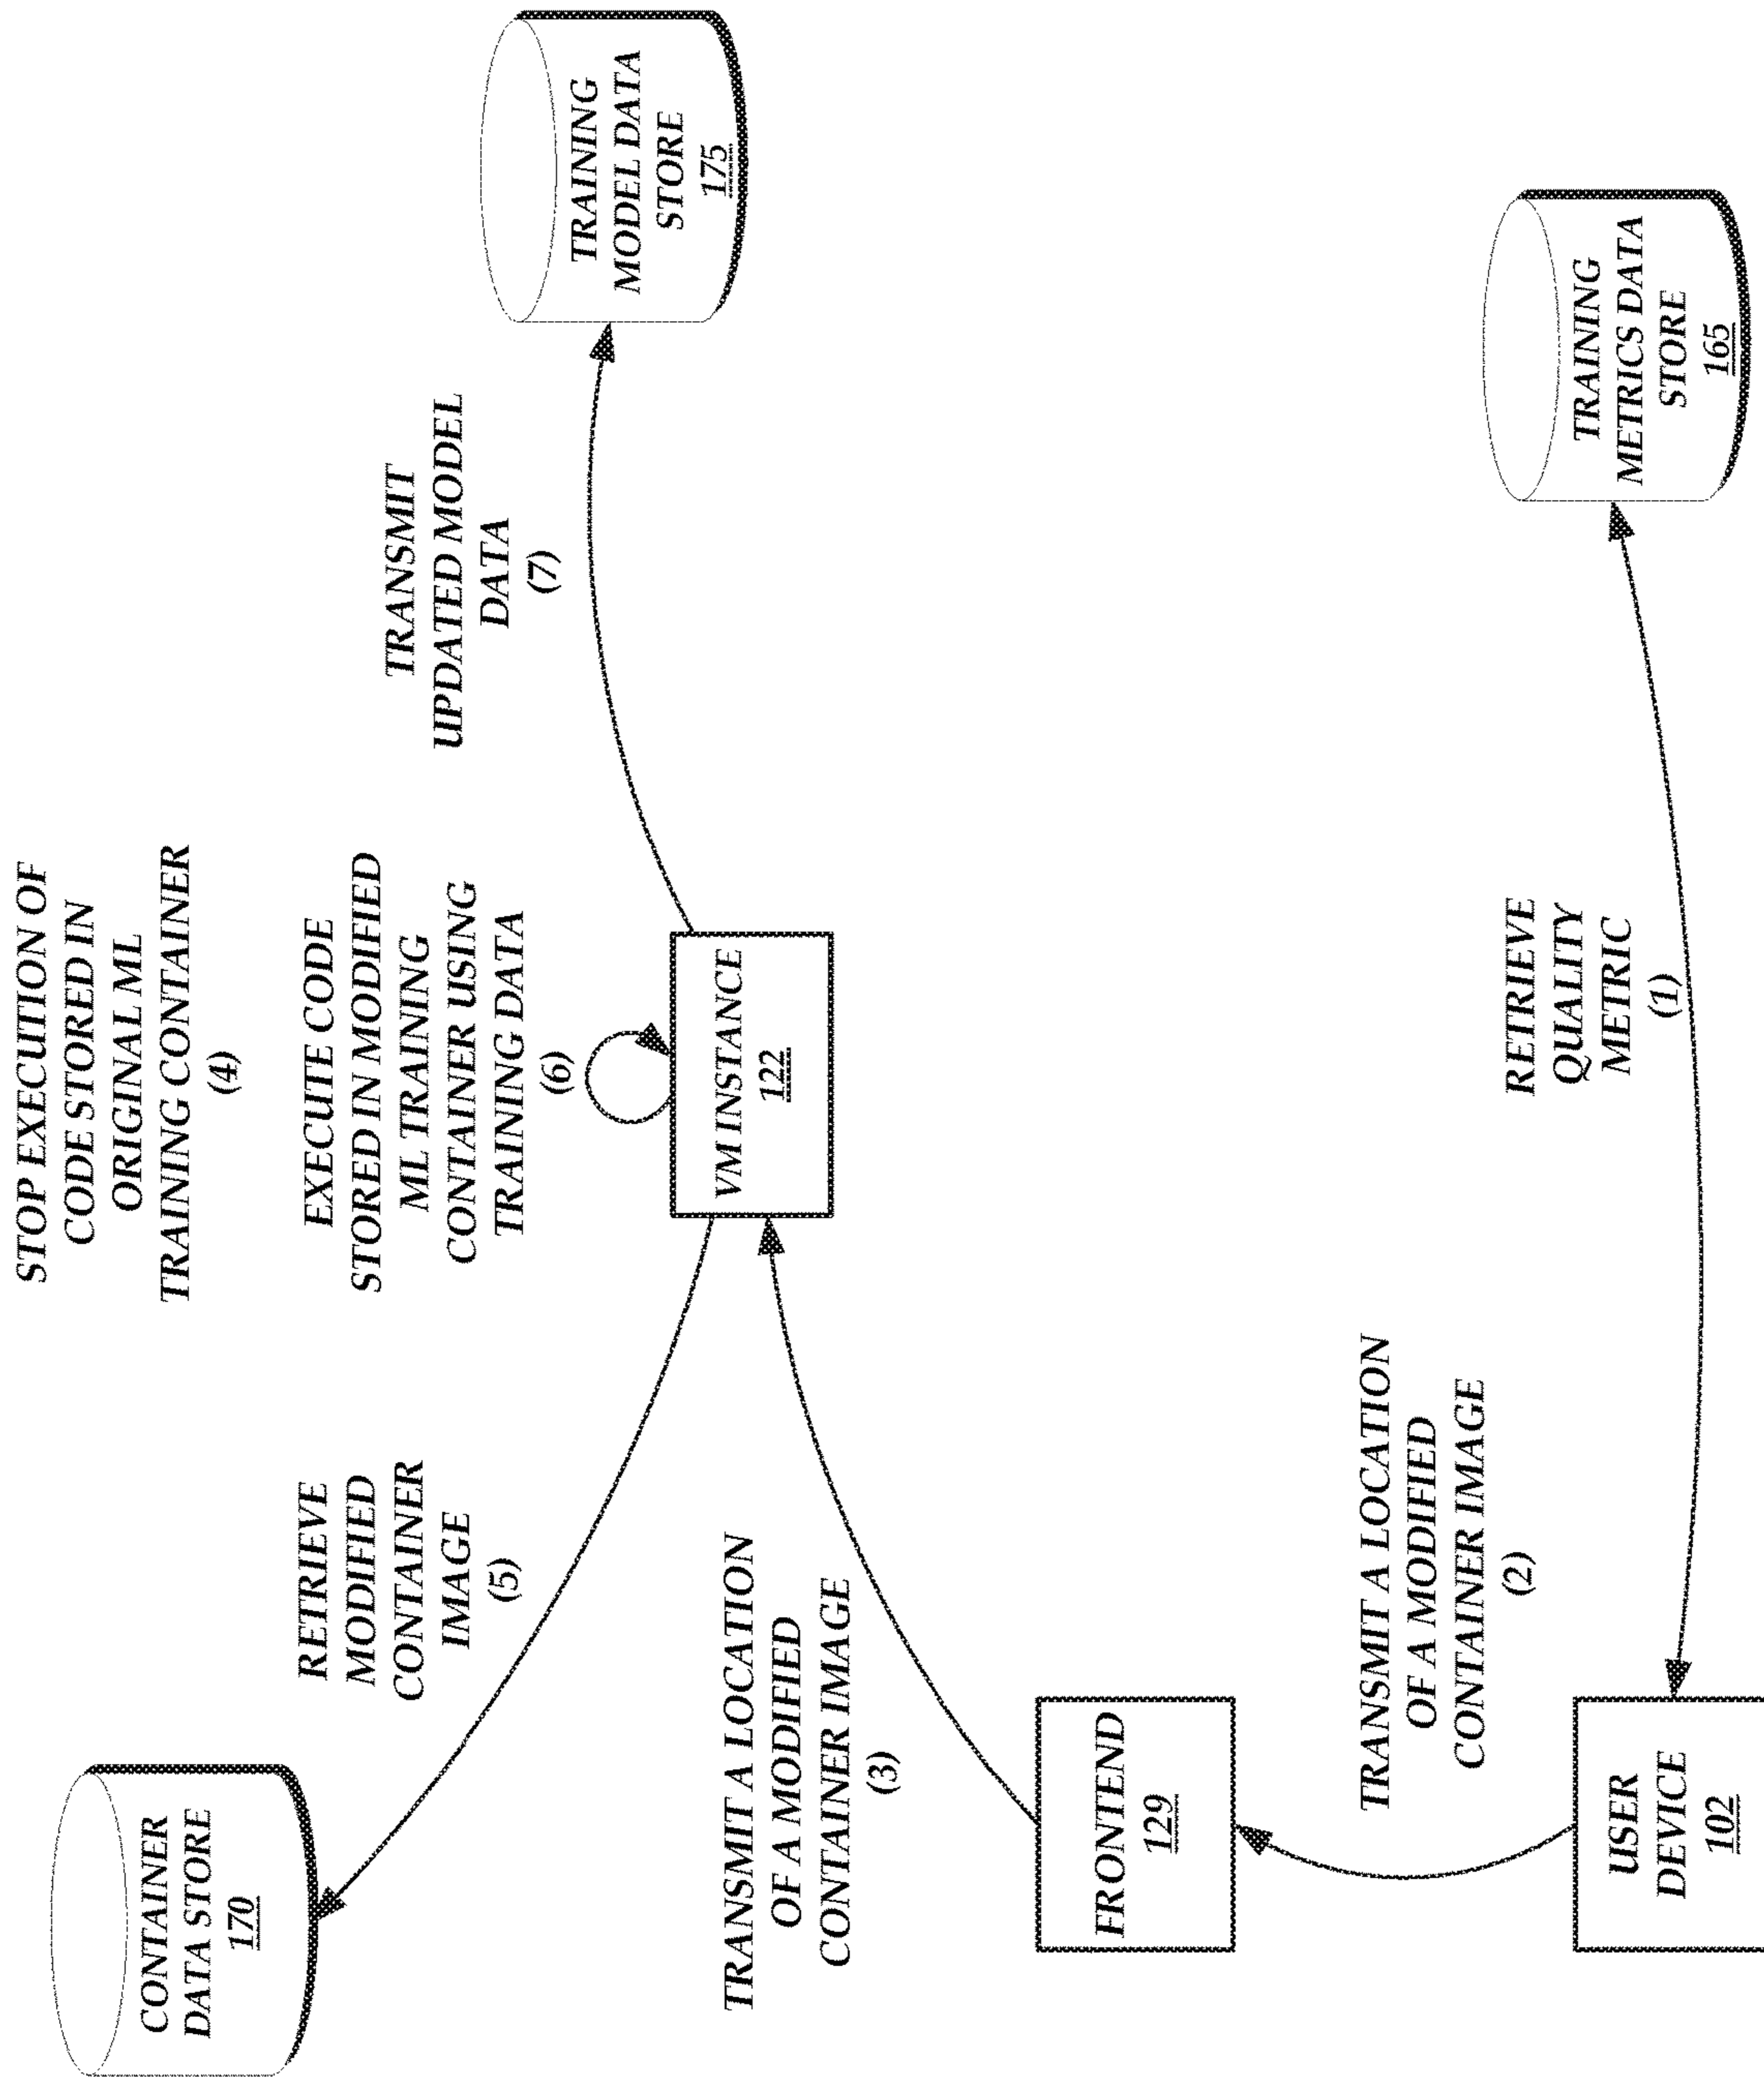 STOP EXECUTION OF
CODE STORED IN
ORIGINAL ML
TRAINING CONTAINER
(4)
EXECUTE CODE
STORED IN MODIFIED
ML TRAINING
CONTAINER USING
TRAINING DATA
(6)
CONTAINER
DATA STORE
170
RETRIEVE
MODIFIED
CONTAINER
IMAGE
(5)
VM INSTANCE
122
TRANSMIT
UPDATED MODEL
DATA
(7)
TRAINING
MODEL DATA
STORE
175
TRANSMIT A LOCATION
OF A MODIFIED
CONTAINER IMAGE
(3)
FRONTEND
129
TRANSMIT A LOCATION
OF A MODIFIED
CONTAINER IMAGE
(2)
USER
DEVICE
102
RETRIEVE
QUALITY
METRIC
(1)
TRAINING
METRICS DATA
STORE
165